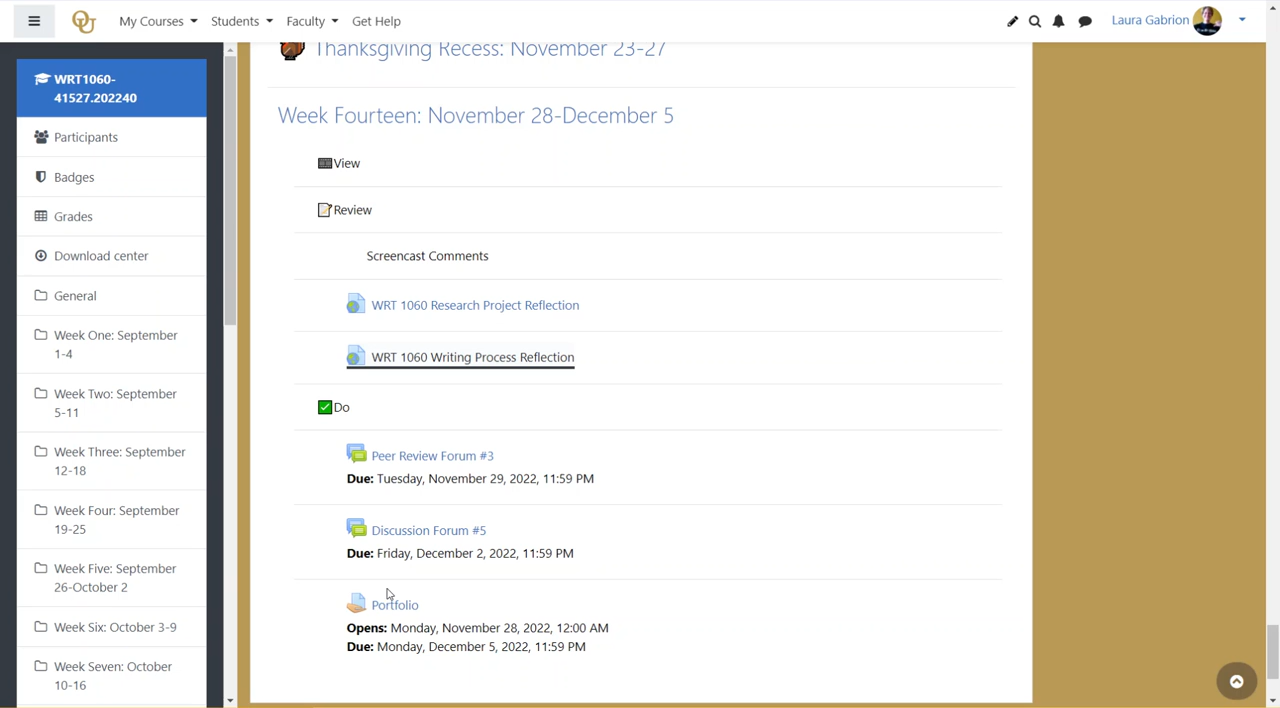 My Courses Students Faculty Get Help Laura Gabrion
WRT1060-
41527.202240
Participants
Badges
Grades
Download center
General
Week One: September
1-4
Week Two: September
5-11
Week Three: September
12-18
Week Four: September
19-25
Week Five: September
26-October 2
Week Six: October 3-9
Week Seven: October
10-16
Thanksgiving Recess: November 23-27
Week Fourteen: November 28-December 5
View
Review
Screencast Comments
WRT 1060 Research Project Reflection
WRT 1060 Writing Process Reflection
Do
Peer Review Forum #3
Due: Tuesday, November 29, 2022, 11:59 PM
Discussion Forum #5
Due: Friday, December 2, 2022, 11:59 PM
Portfolio
Opens: Monday, November 28, 2022, 12:00 AM
Due: Monday, December 5, 2022, 11:59 PM